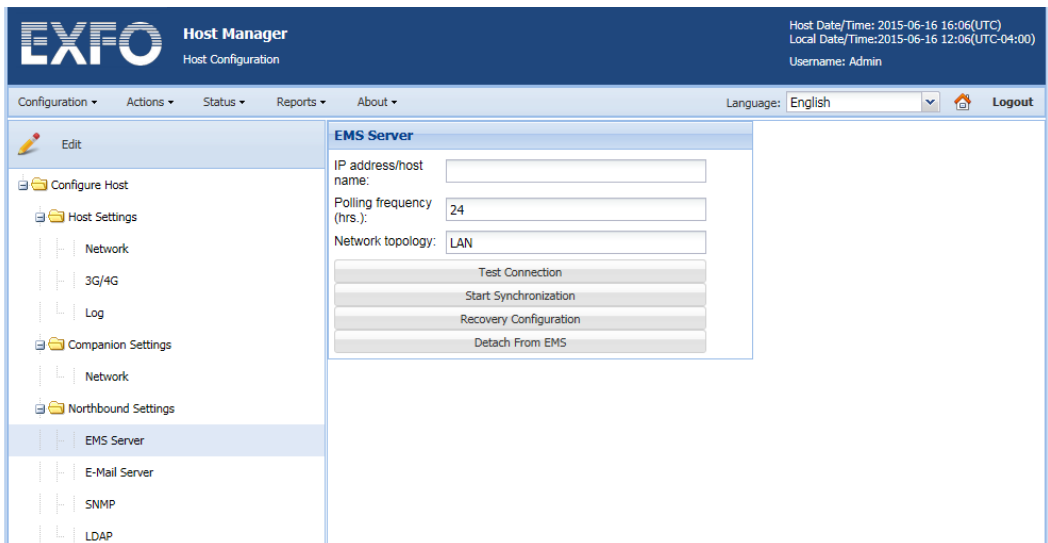 EXFO
Host Manager
Host Configuration
Host Date/Time: 2015-06-16 16:06(UTC)
Local Date/Time:2015-06-16 12:06(UTC-04:00)
Username: Admin
Configuration Actions Status Reports About Language: English Logout
Edit
Configure Host
Host Settings
Network
3G/4G
Log
Companion Settings
Network
Northbound Settings
EMS Server
E-Mail Server
SNMP
LDAP
EMS Server
IP address/host
name:
Polling frequency
(hrs.): 24
Network topology: LAN
Test Connection
Start Synchronization
Recovery Configuration
Detach From EMS